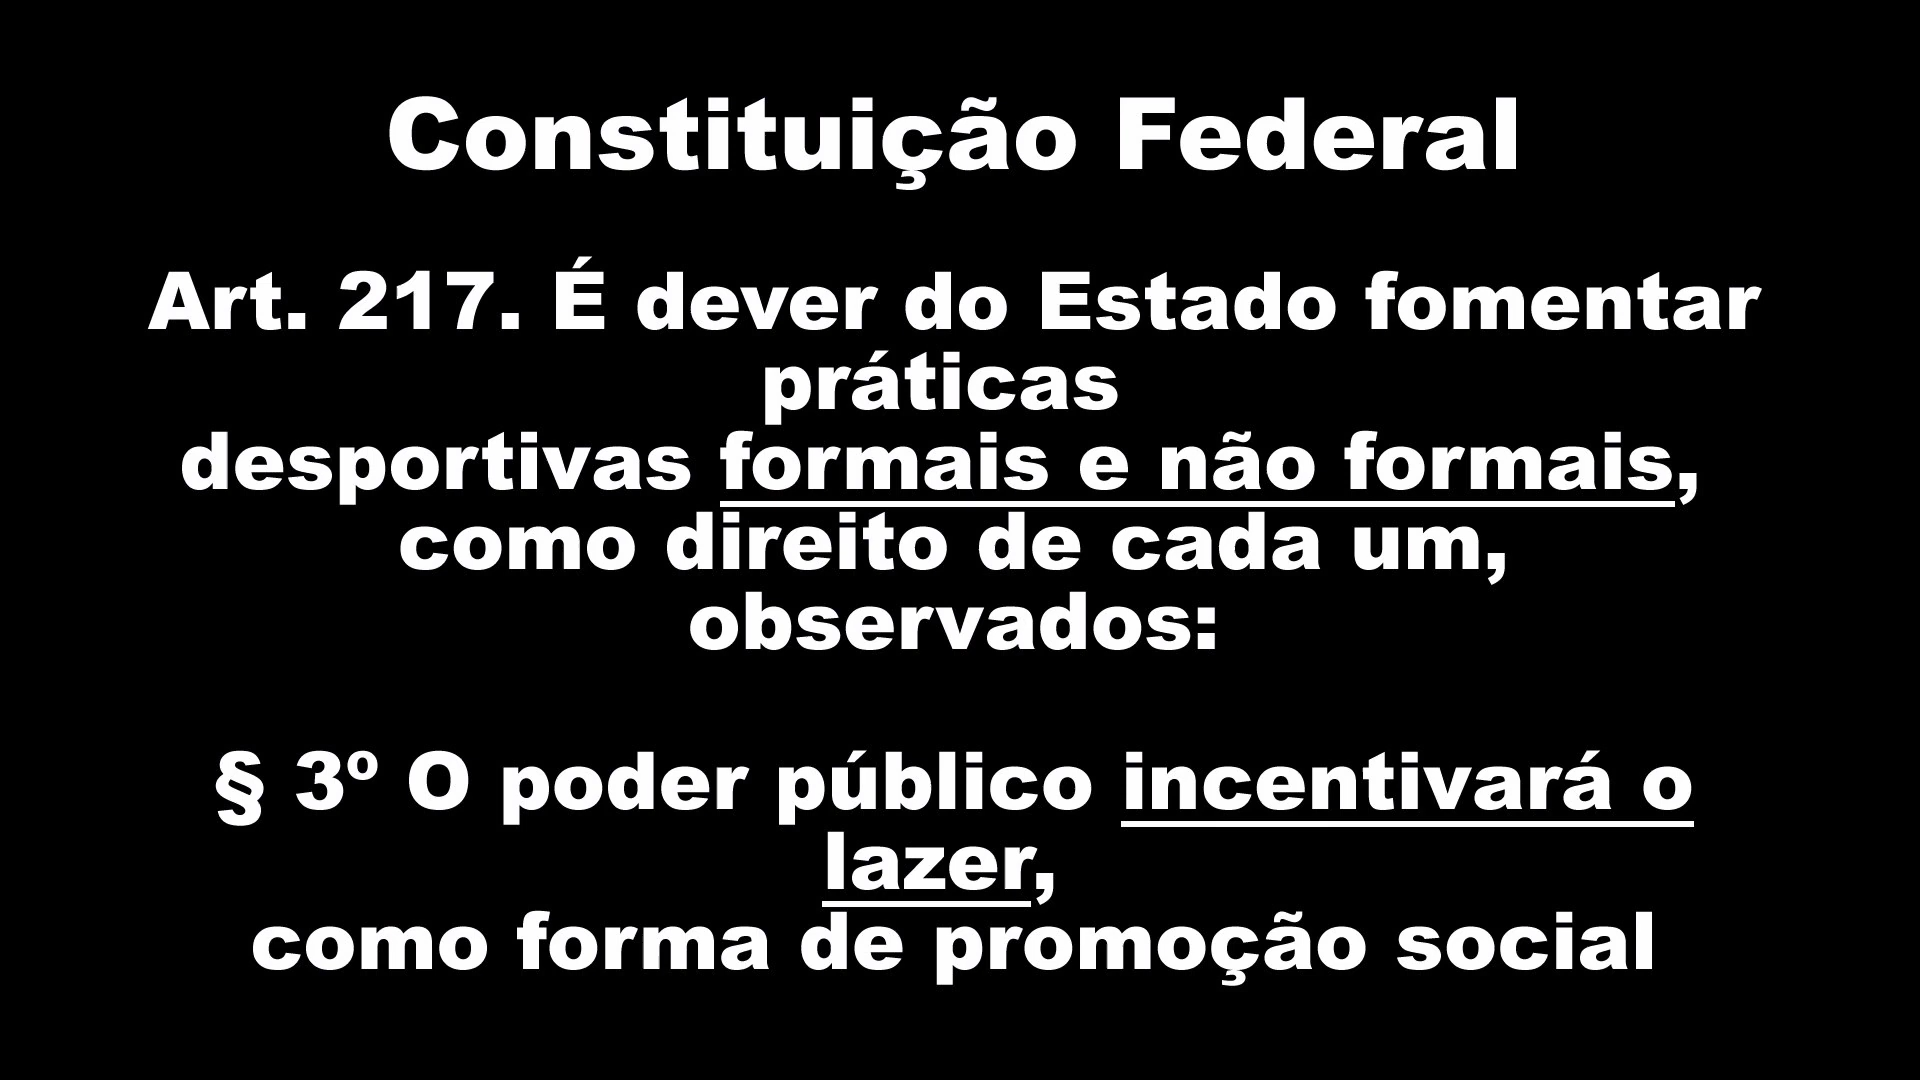 Constituição Federal
Art. 217. É dever do Estado fomentar
práticas
desportivas formais e não formais,
como direito de cada um,
observados:
§ 3º O poder público incentivará o
lazer,
como forma de promoção social